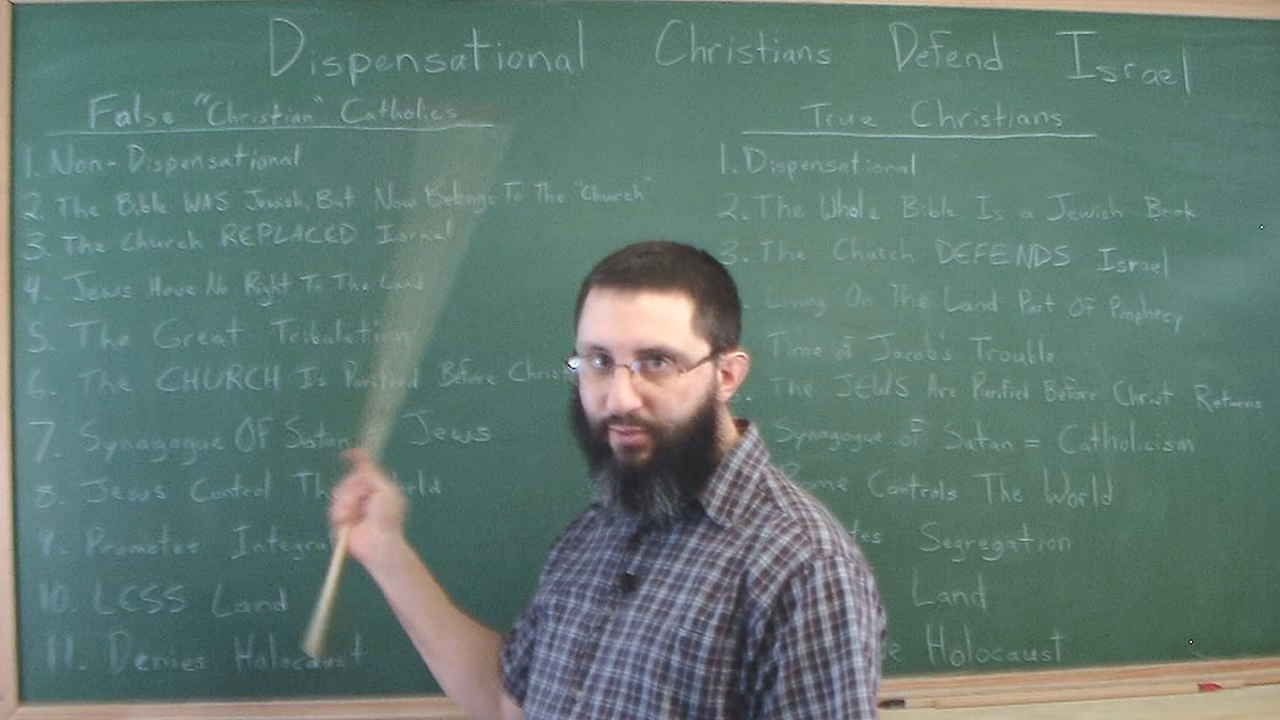 Dispensational Christians Defend Israel
False "Christian" Catholics
1. Non-Dispensational
2. The Bible WAS Jewish, But Now Belongs To The "Church"
3. The Church REPLACED Israel
4. Jews Have No Right To The Land
5. The Great Tribulation
6. The CHURCH Is Purified Before Christ
7. Synagogue OF Satan Jews
8. Jews Control The World
9. Promotes
10. LESS Land
11. Denies Holocaust
True Christians
1. Dispensational
2. The Whole Bible Is a Jewish Book
3. The Church DEFENDS Israel
Living On The Land Part Of Prophecy
Time of Jacob's Trouble
The JEWS Are Purified Before Christ Returns
Synagogue of Satan = Catholicism
Controls The World
Segregation
Land
Holocaust